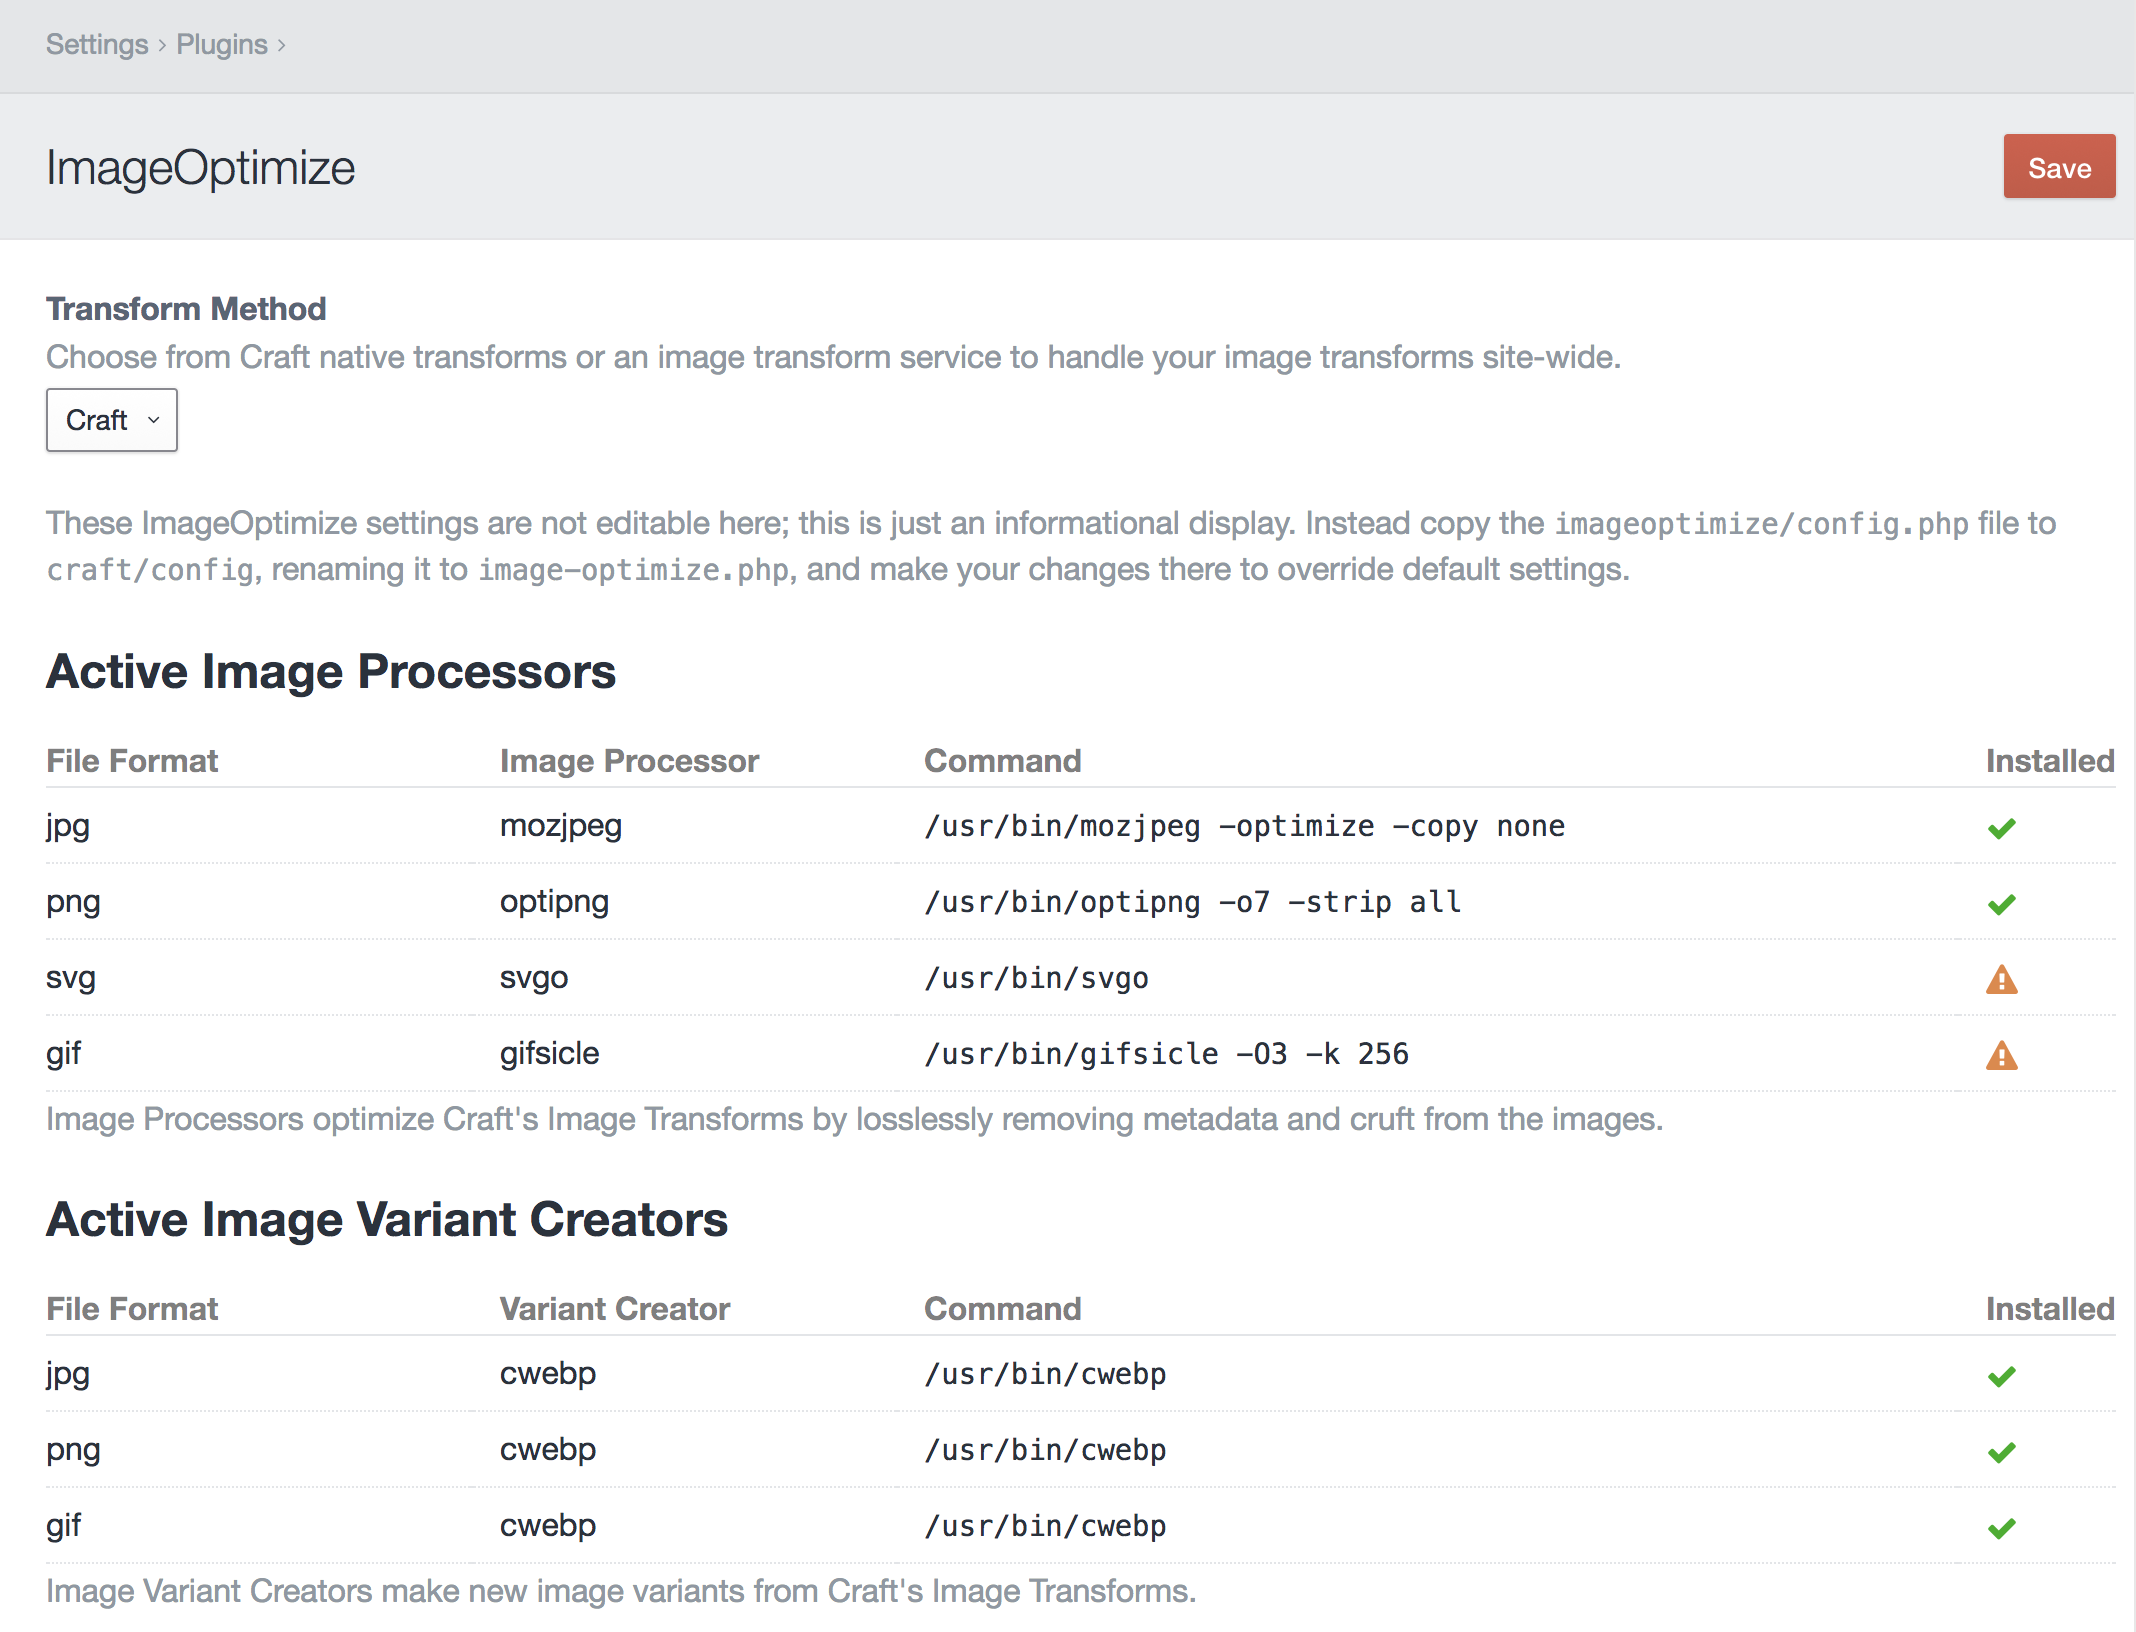 Settings › Plugins ›
ImageOptimize
Save
Transform Method
Choose from Craft native transforms or an image transform service to handle your image transforms site-wide.
Craft
These ImageOptimize settings are not editable here; this is just an informational display. Instead copy the imageoptimize/config.php file to
craft/config, renaming it to image-optimize.php, and make your changes there to override default settings.
Active Image Processors
File Format Image Processor Command Installed
jpg mozjpeg /usr/bin/mozjpeg -optimize -copy none
png optipng /usr/bin/optipng -o7 -strip all
svg svgo /usr/bin/svgo
gif gifsicle /usr/bin/gifsicle -O3 -k 256
Image Processors optimize Craft's Image Transforms by losslessly removing metadata and cruft from the images.
Active Image Variant Creators
File Format Variant Creator Command Installed
jpg cwebp /usr/bin/cwebp
png cwebp /usr/bin/cwebp
gif cwebp /usr/bin/cwebp
Image Variant Creators make new image variants from Craft's Image Transforms.